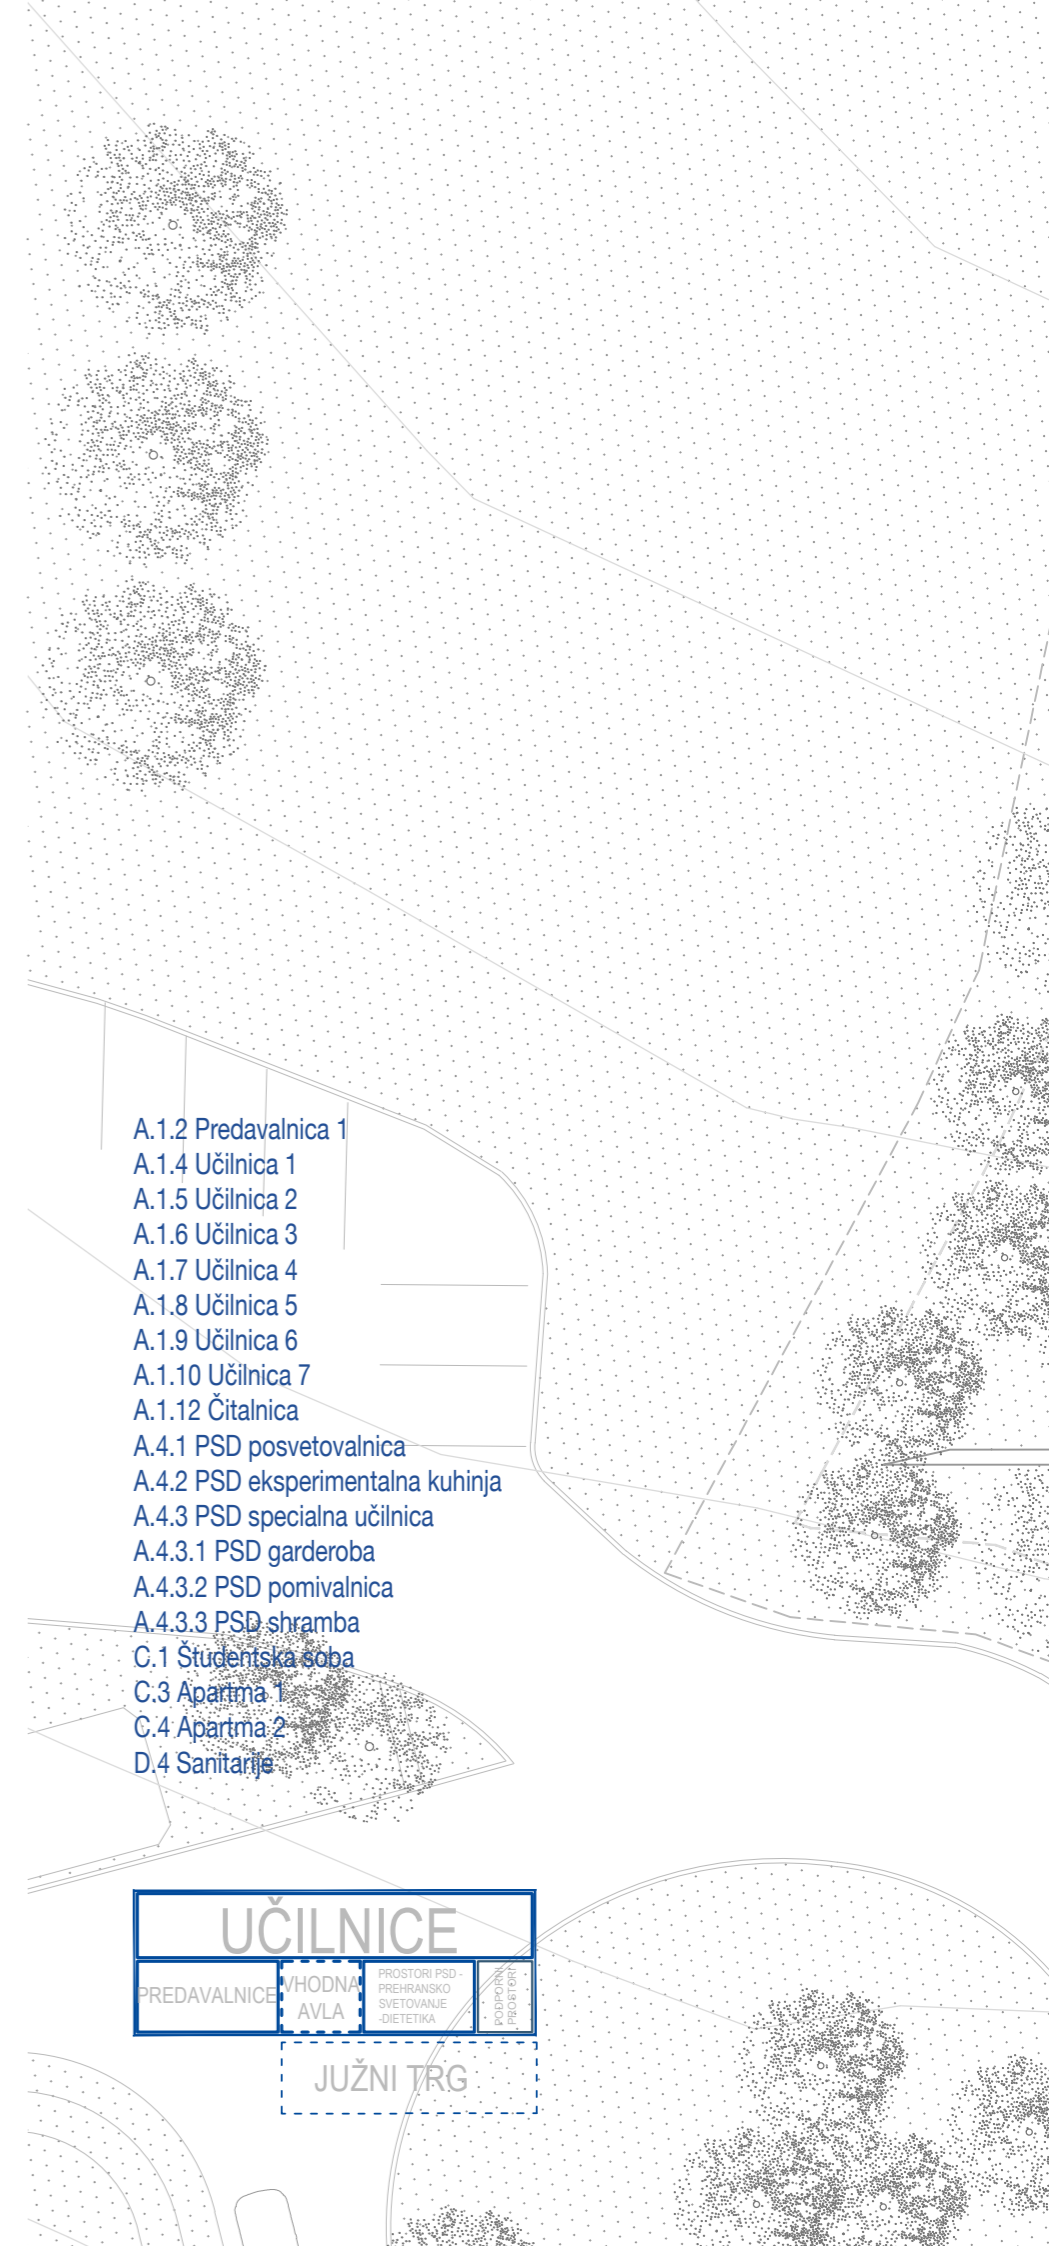 A.1.2 Predavalnica 1
A.1.4 Učilnica 1
A.1.5 Učilnica 2
A.1.6 Učilnica 3
A.1.7 Učilnica 4
A.1.8 Učilnica 5
A.1.9 Učilnica 6
A.1.10 Učilnica 7
A.1.12 Čitalnica
A.4.1 PSD posvetovalnica
A.4.2 PSD eksperimentalna kuhinja
A.4.3 PSD specialna učilnica
A.4.3.1 PSD garderoba
A.4.3.2 PSD pomivalnica
A.4.3.3 PSD shramba
C.1 Študentska soba
C.3 Apartma 1
C.4 Apartma 2
D.4 Sanitarije
UČILNICE
PREDAVALNICE
VHODNA
AVLA
PROSTORI PSD -
PREHRANSKO
SVETOVANJE
-DIETETIKA
PODPORNI
PROSTORI
JUŽNI TRG